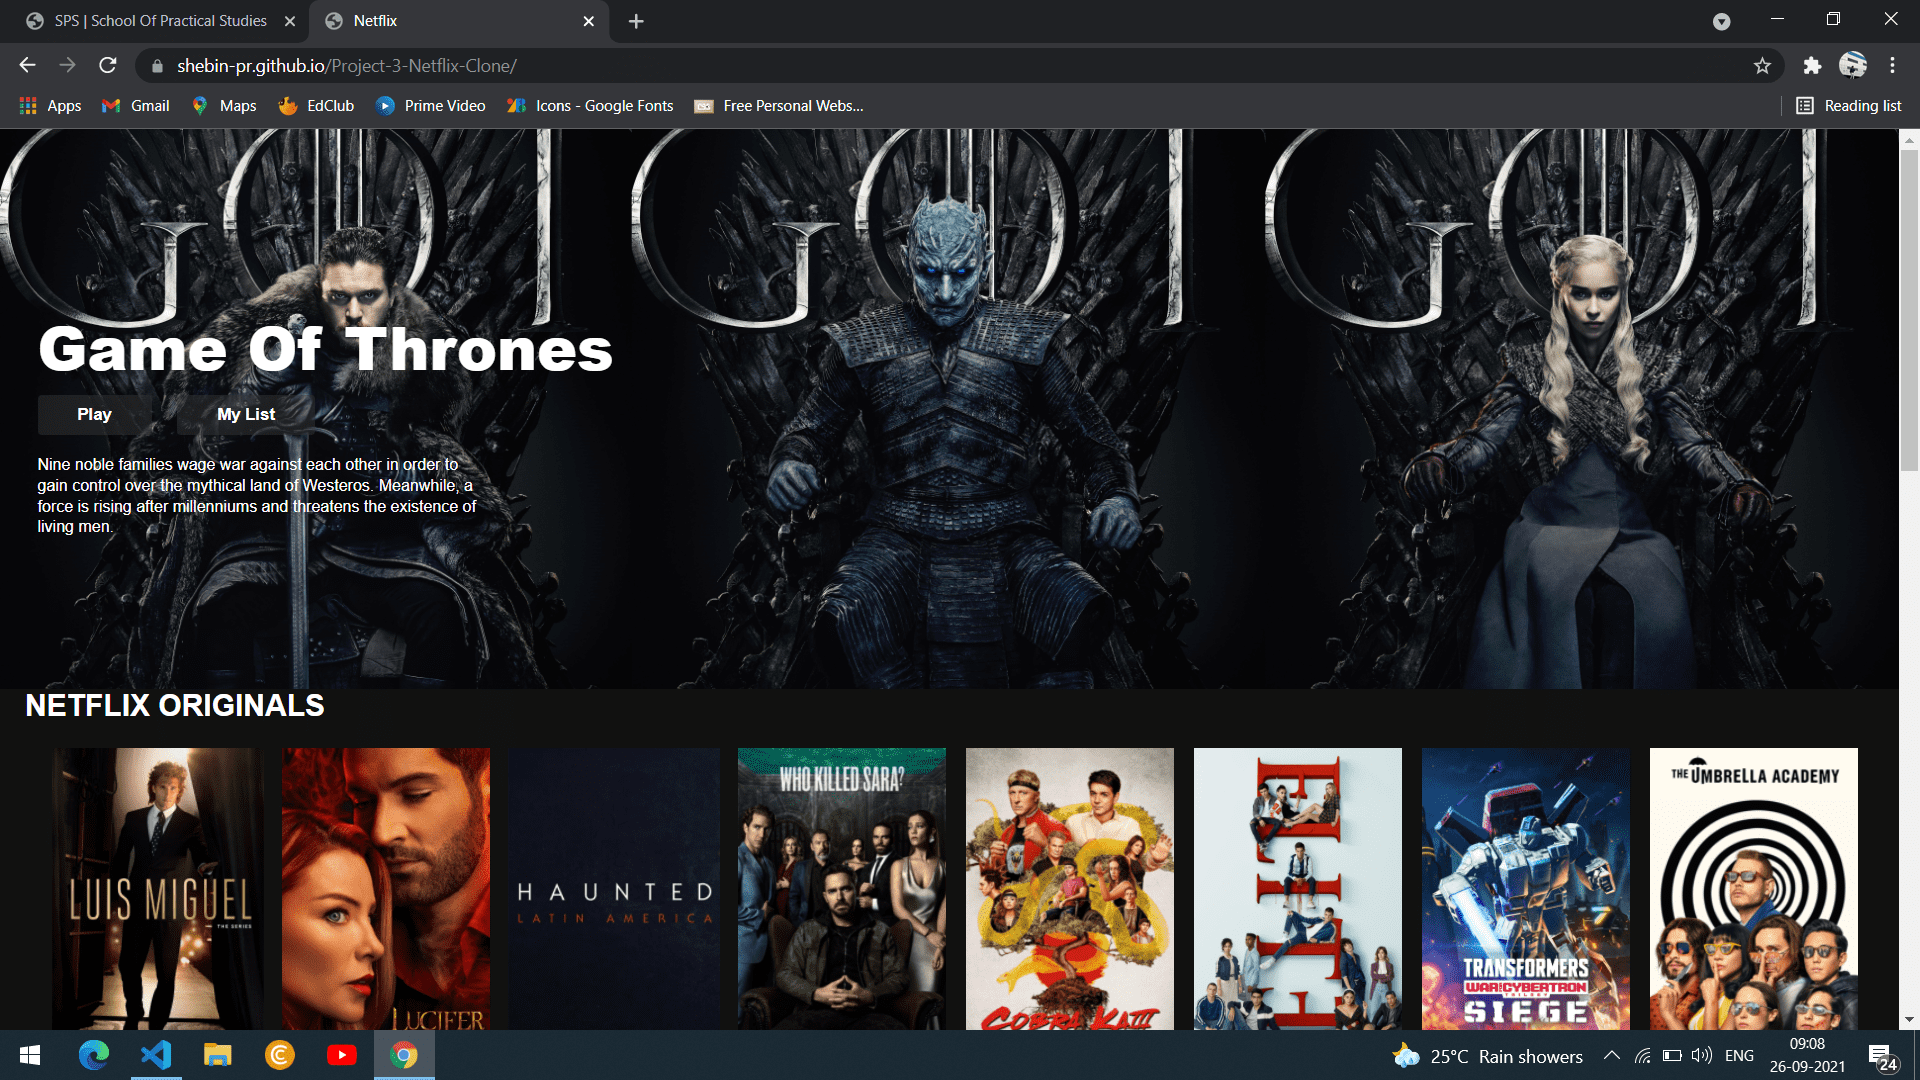 SPS | School Of Practical Studies
Netflix
shebin-pr.github.io/Project-3-Netflix-Clone/
Apps
Gmail
Maps
EdClub
Prime Video
Icons - Google Fonts
Free Personal Webs...
Reading list
GOT
GOT
GOT
Game Of Thrones
Play
My List
Nine noble families wage war against each other in order to
gain control over the mythical land of Westeros. Meanwhile, a
force is rising after millenniums and threatens the existence of
living men.
NETFLIX ORIGINALS
LUIS MIGUEL
THE SERIES
LUCIFER
HAUNTED
LATIN AMERICA
WHO KILLED SARA?
COBRA KAI
ELITE
TRANSFORMERS
WAR FOR CYBERTRON
TRILOGY
SIEGE
THE UMBRELLA ACADEMY
25°C Rain showers
ENG
09:08
26-09-2021
24